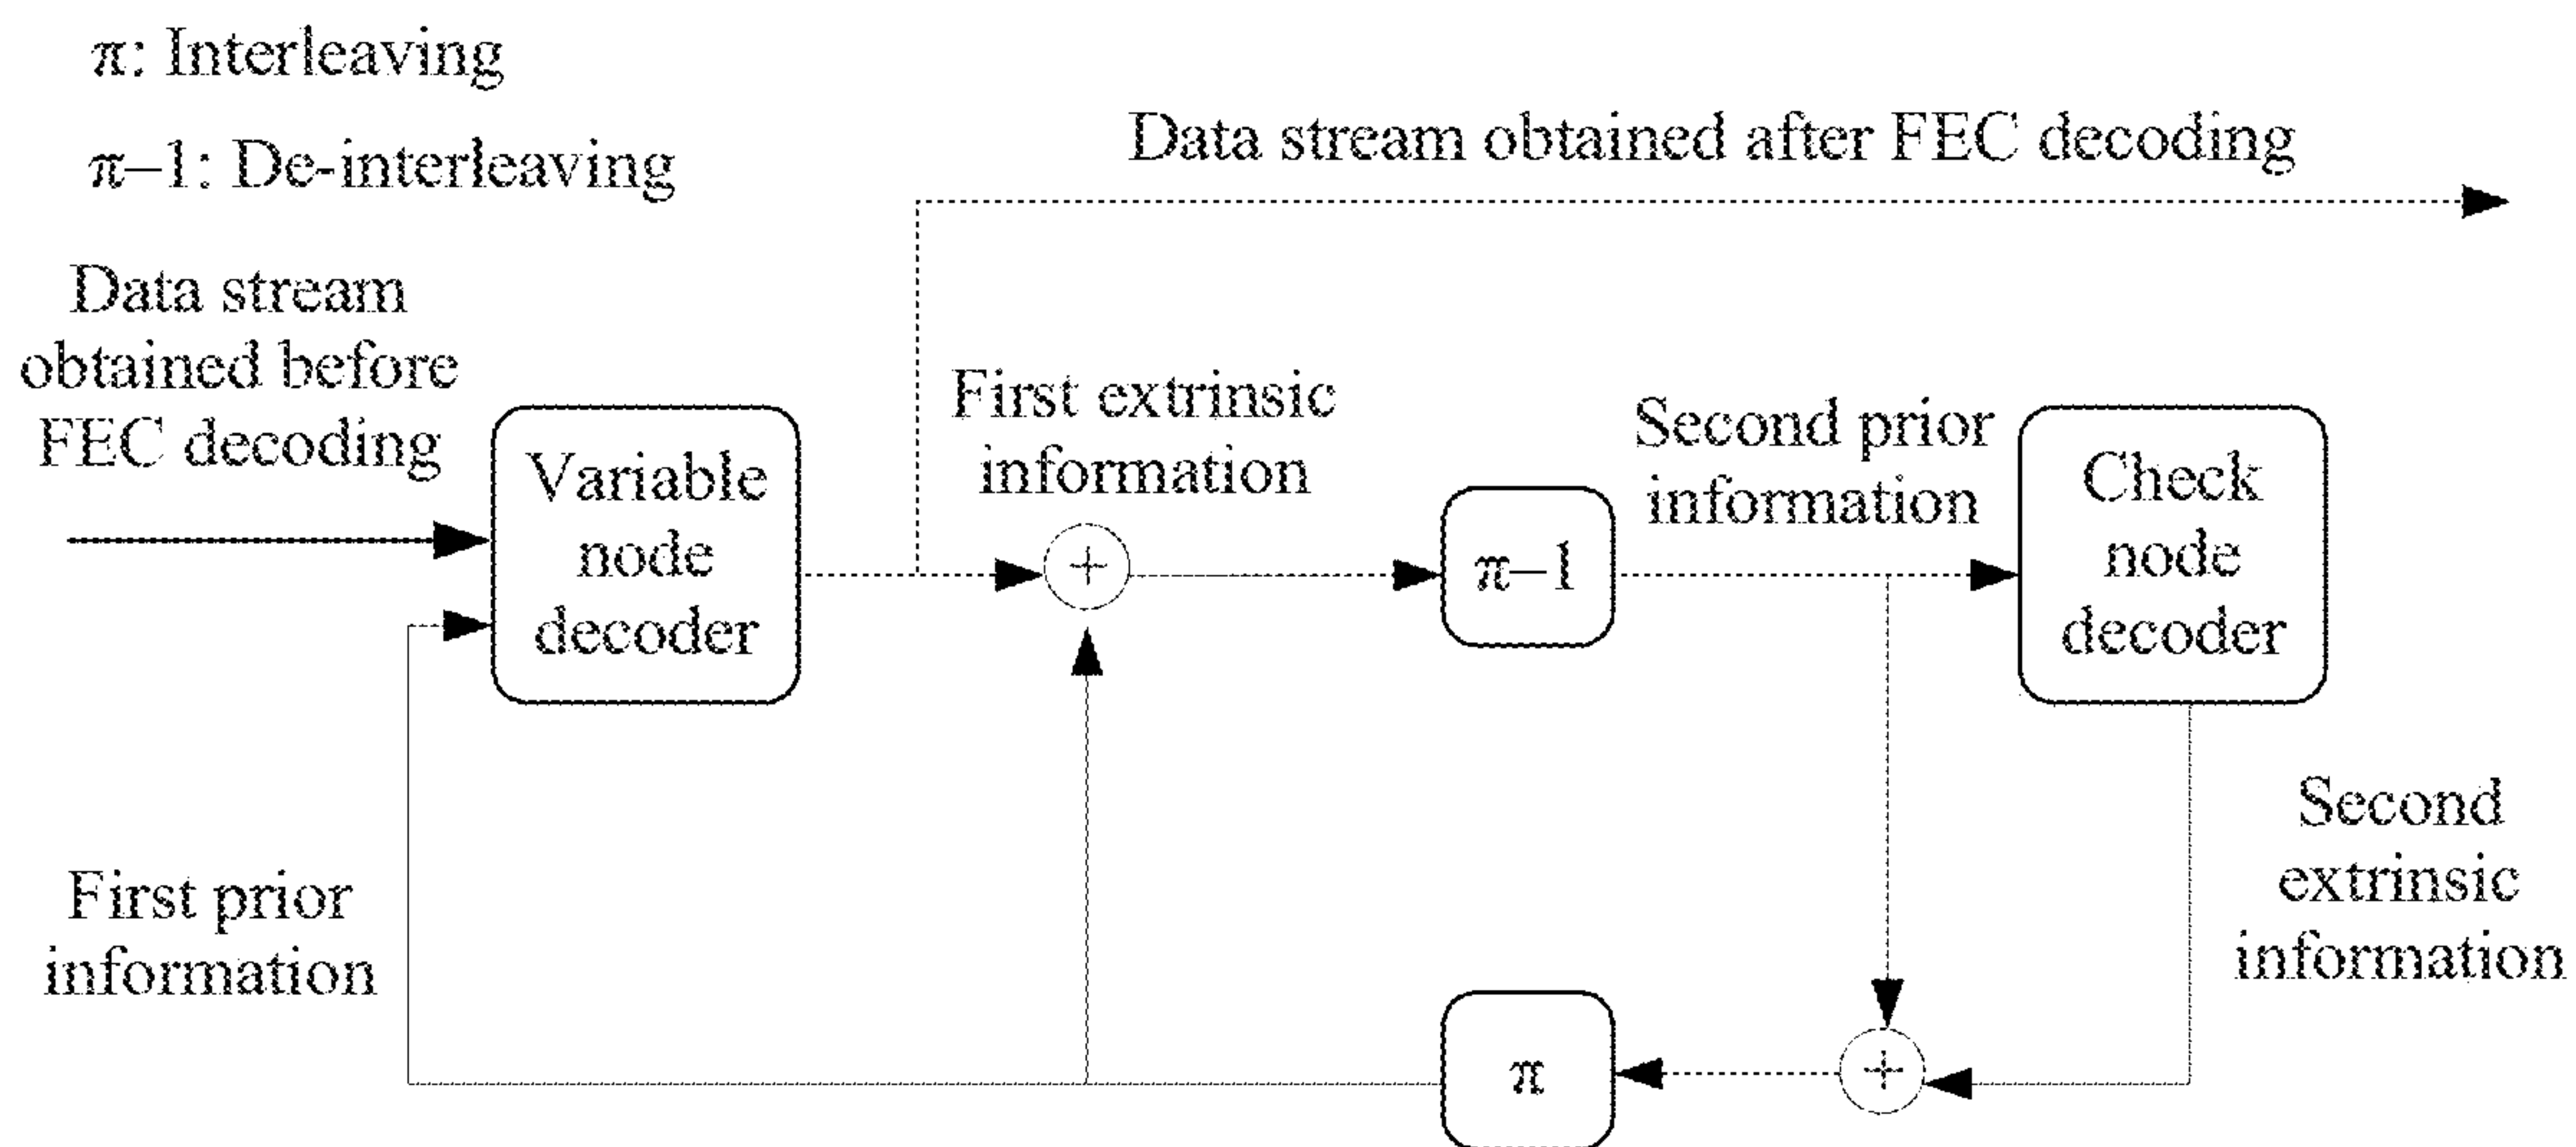 π: Interleaving
π–1: De-interleaving
Data stream obtained after FEC decoding
Data stream
obtained before
FEC decoding
Variable
node
decoder
First extrinsic
information
+
π–1
Second prior
information
Check
node
decoder
First prior
information
π
+
Second
extrinsic
information